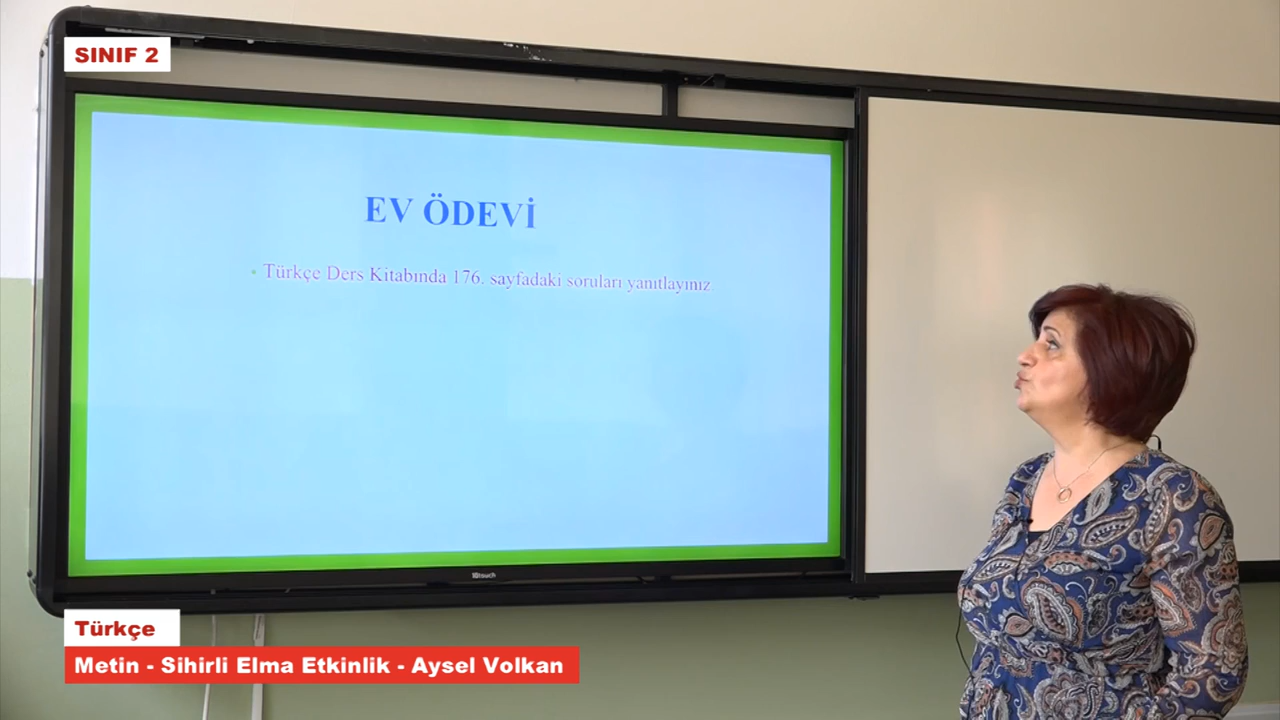 SINIF 2
EV ÖDEVİ
• Türkçe Ders Kitabında 176. sayfadaki soruları yanıtlayınız.
Türkçe
Metin - Sihirli Elma Etkinlik - Aysel Volkan